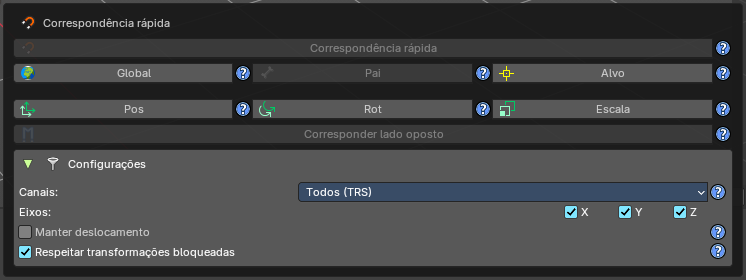 Correspondência rápida
Correspondência rápida ?
Global ? Pai ? Alvo ?
Pos ? Rot ? Escala ?
Corresponder lado oposto ?
Configurações
Canais: Todos (TRS) ?
Eixos: X Y Z
Manter deslocamento ?
Respeitar transformações bloqueadas ?